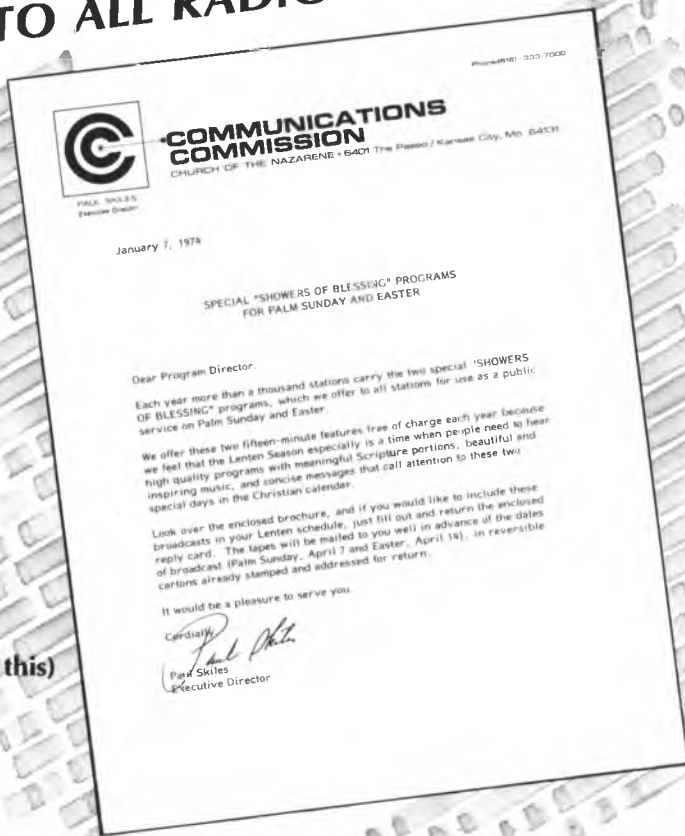 TO ALL RADIO
333-7000
COMMUNICATIONS
COMMISSION
CHURCH OF THE NAZARENE • 6401 The Paseo / Kansas City, Mo. 64131
PAUL SKILES
Executive Director
January 7, 1974
SPECIAL "SHOWERS OF BLESSING" PROGRAMS
FOR PALM SUNDAY AND EASTER
Dear Program Director
Each year more than a thousand stations carry the two special 'SHOWERS
OF BLESSING" programs, which we offer to all stations for use as a public
service on Palm Sunday and Easter.
We offer these two fifteen-minute features free of charge each year because
we feel that the Lenten Season especially is a time when people need to hear
high quality programs with meaningful Scripture portions, beautiful and
inspiring music, and concise messages that call attention to these two
special days in the Christian calendar.
Look over the enclosed brochure, and if you would like to include these
broadcasts in your Lenten schedule, just fill out and return the enclosed
reply card. The tapes will be mailed to you well in advance of the dates
of broadcast (Palm Sunday, April 7 and Easter, April 14), in reversible
cartons already stamped and addressed for return.
It would be a pleasure to serve you.
Cordially
Paul Skiles
Paul Skiles
Executive Director
this)